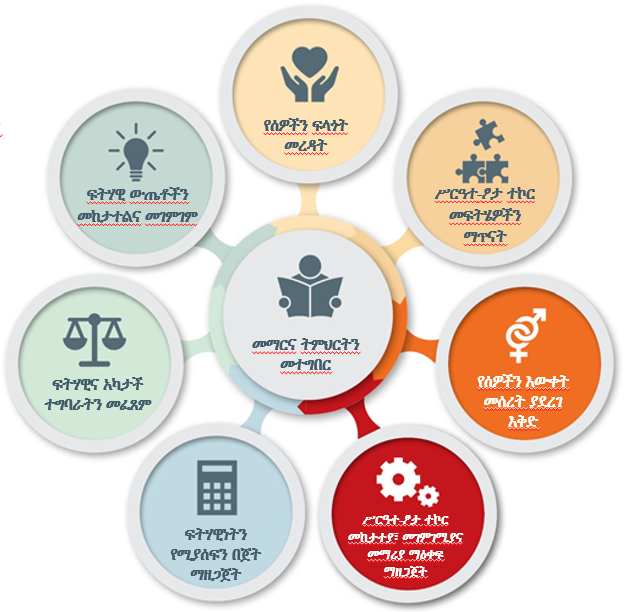 የሰዎችን ፍላጎት
መረዳት
ሥርዓተ-ፆታ ተኮር
መፍትሄዎችን
ማጥናት
የሰዎችን እውቀት
መሰረት ያደረገ
እቅድ
ሥርዓተ-ፆታ ተኮር
መከታተያ፣ መገምገሚያና
መማሪያ ማዕቀፍ
ማዘጋጀት
ፍትሃዊነትን
የሚያሰፍን በጀት
ማዘጋጀት
ፍትሃዊና አካታች
ተግባራትን መፈጸም
ፍትሃዊ ውጤቶችን
መከታተልና መገምገም
መማርና ትምህርትን
መተግበር